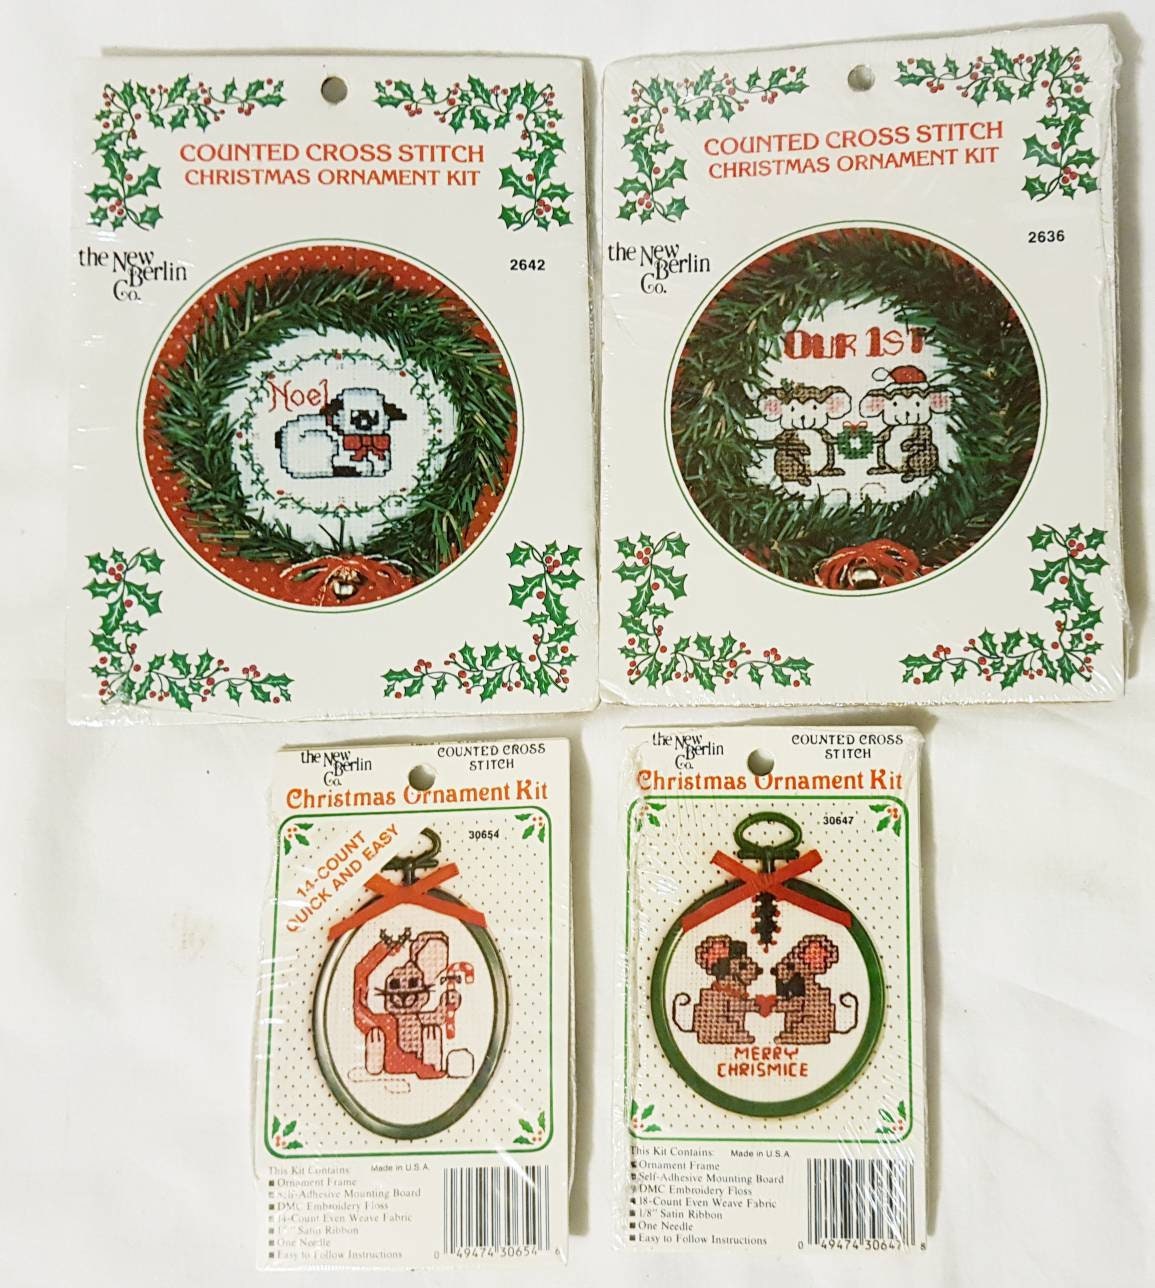 COUNTED CROSS STITCH
CHRISTMAS ORNAMENT KIT
the New
Berlin
Co.
2642
Noel
COUNTED CROSS STITCH
CHRISTMAS ORNAMENT KIT
the New
Berlin
Co.
2636
OUR 1ST
the New
Berlin
Co.
COUNTED CROSS
STITCH
Christmas Ornament Kit
30654
14-COUNT
QUICK AND EASY
This Kit Contains:
Made in U.S.A.
Ornament Frame
Self-Adhesive Mounting Board
DMC Embroidery Floss
14-Count Even Weave Fabric
Satin Ribbon
One Needle
Easy to Follow Instructions
0 49474 30654 6
the New
Berlin
Co.
COUNTED CROSS
STITCH
Christmas Ornament Kit
30647
MERRY
CHRISMICE
This Kit Contains:
Made in U.S.A.
Ornament Frame
Self-Adhesive Mounting Board
DMC Embroidery Floss
18-Count Even Weave Fabric
1/8" Satin Ribbon
One Needle
Easy to Follow Instructions
0 49474 30647 8